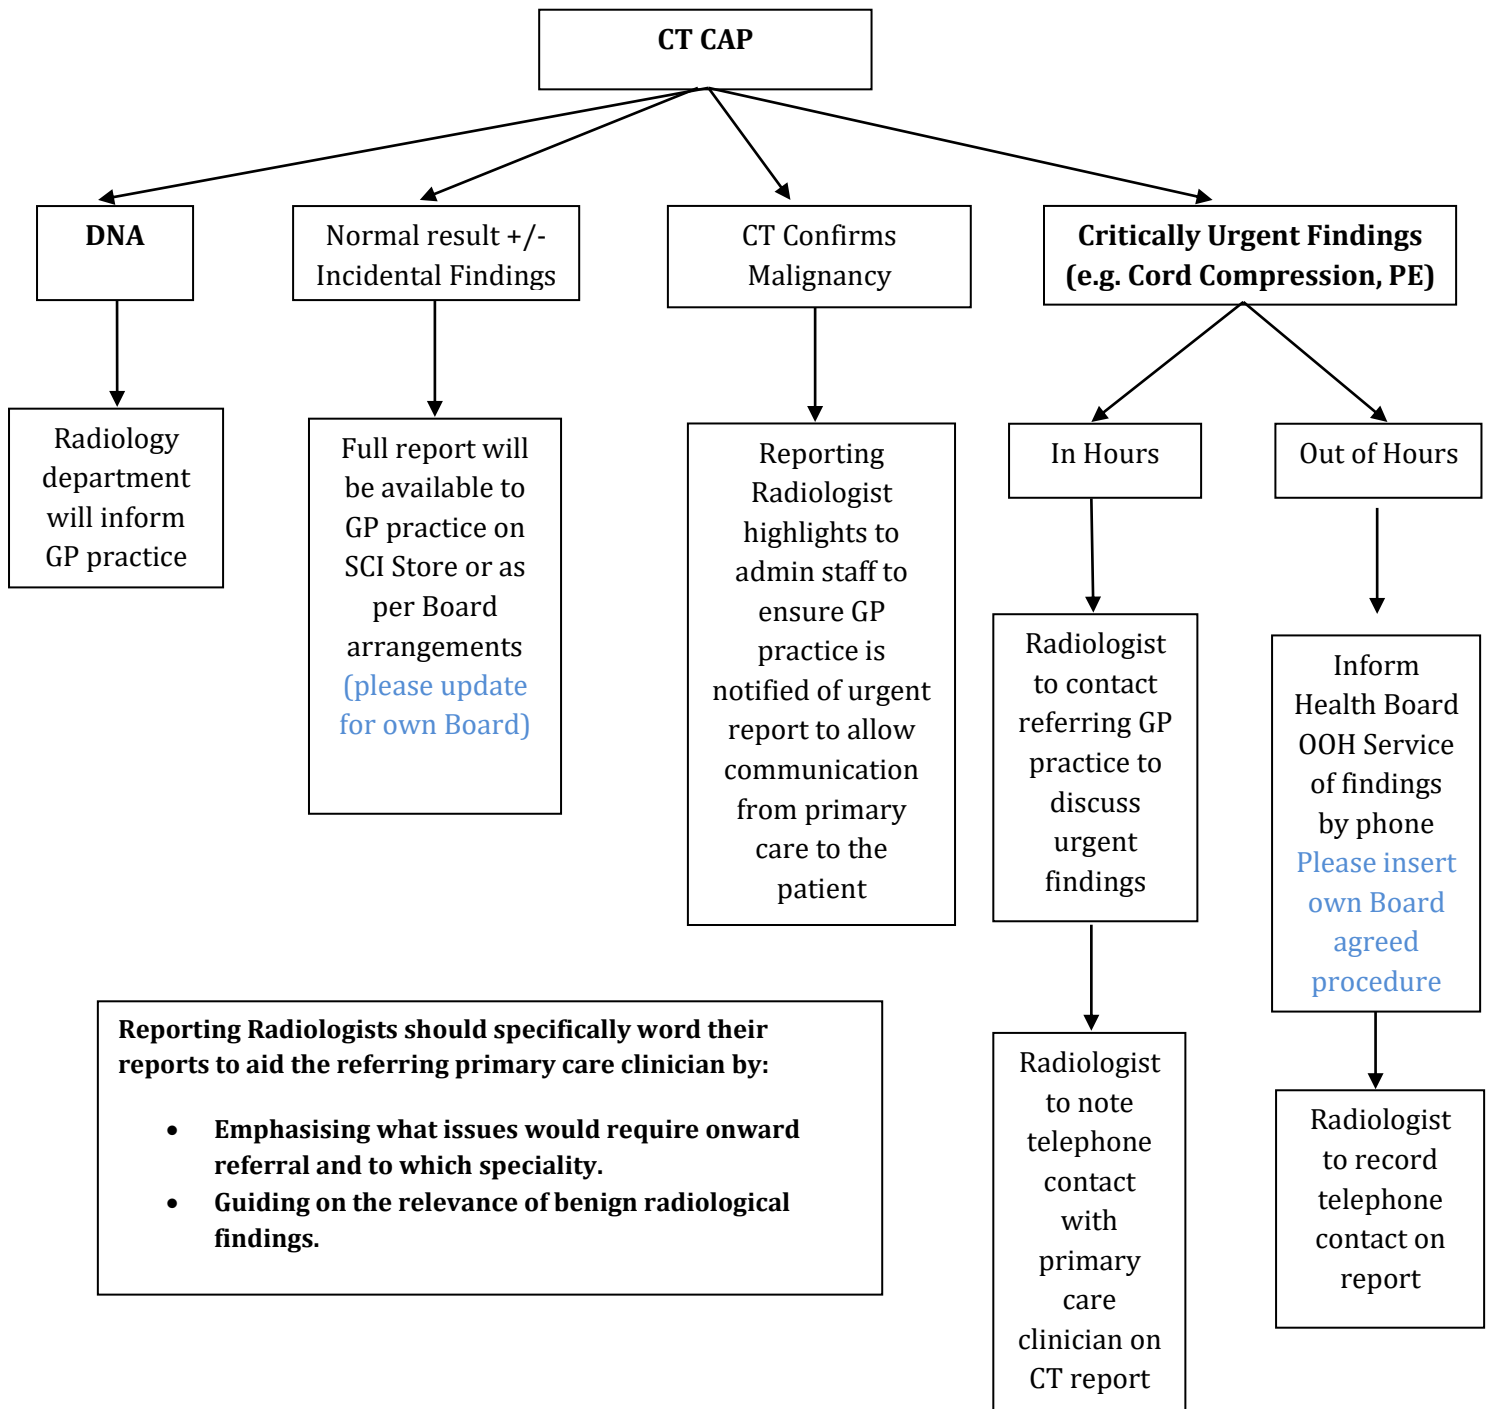 CT CAP
DNA
Normal result +/-
Incidental Findings
CT Confirms
Malignancy
Critically Urgent Findings
(e.g. Cord Compression, PE)
Radiology
department
will inform
GP practice
Full report will
be available to
GP practice on
SCI Store or as
per Board
arrangements
(please update
for own Board)
Reporting
Radiologist
highlights to
admin staff to
ensure GP
practice is
notified of urgent
report to allow
communication
from primary
care to the
patient
In Hours
Radiologist
to contact
referring GP
practice to
discuss
urgent
findings
Radiologist
to note
telephone
contact
with
primary
care
clinician on
CT report
Out of Hours
Inform
Health Board
OOH Service
of findings
by phone
Please insert
own Board
agreed
procedure
Radiologist
to record
telephone
contact on
report
Reporting Radiologists should specifically word their
reports to aid the referring primary care clinician by:
• Emphasising what issues would require onward
referral and to which speciality.
• Guiding on the relevance of benign radiological
findings.